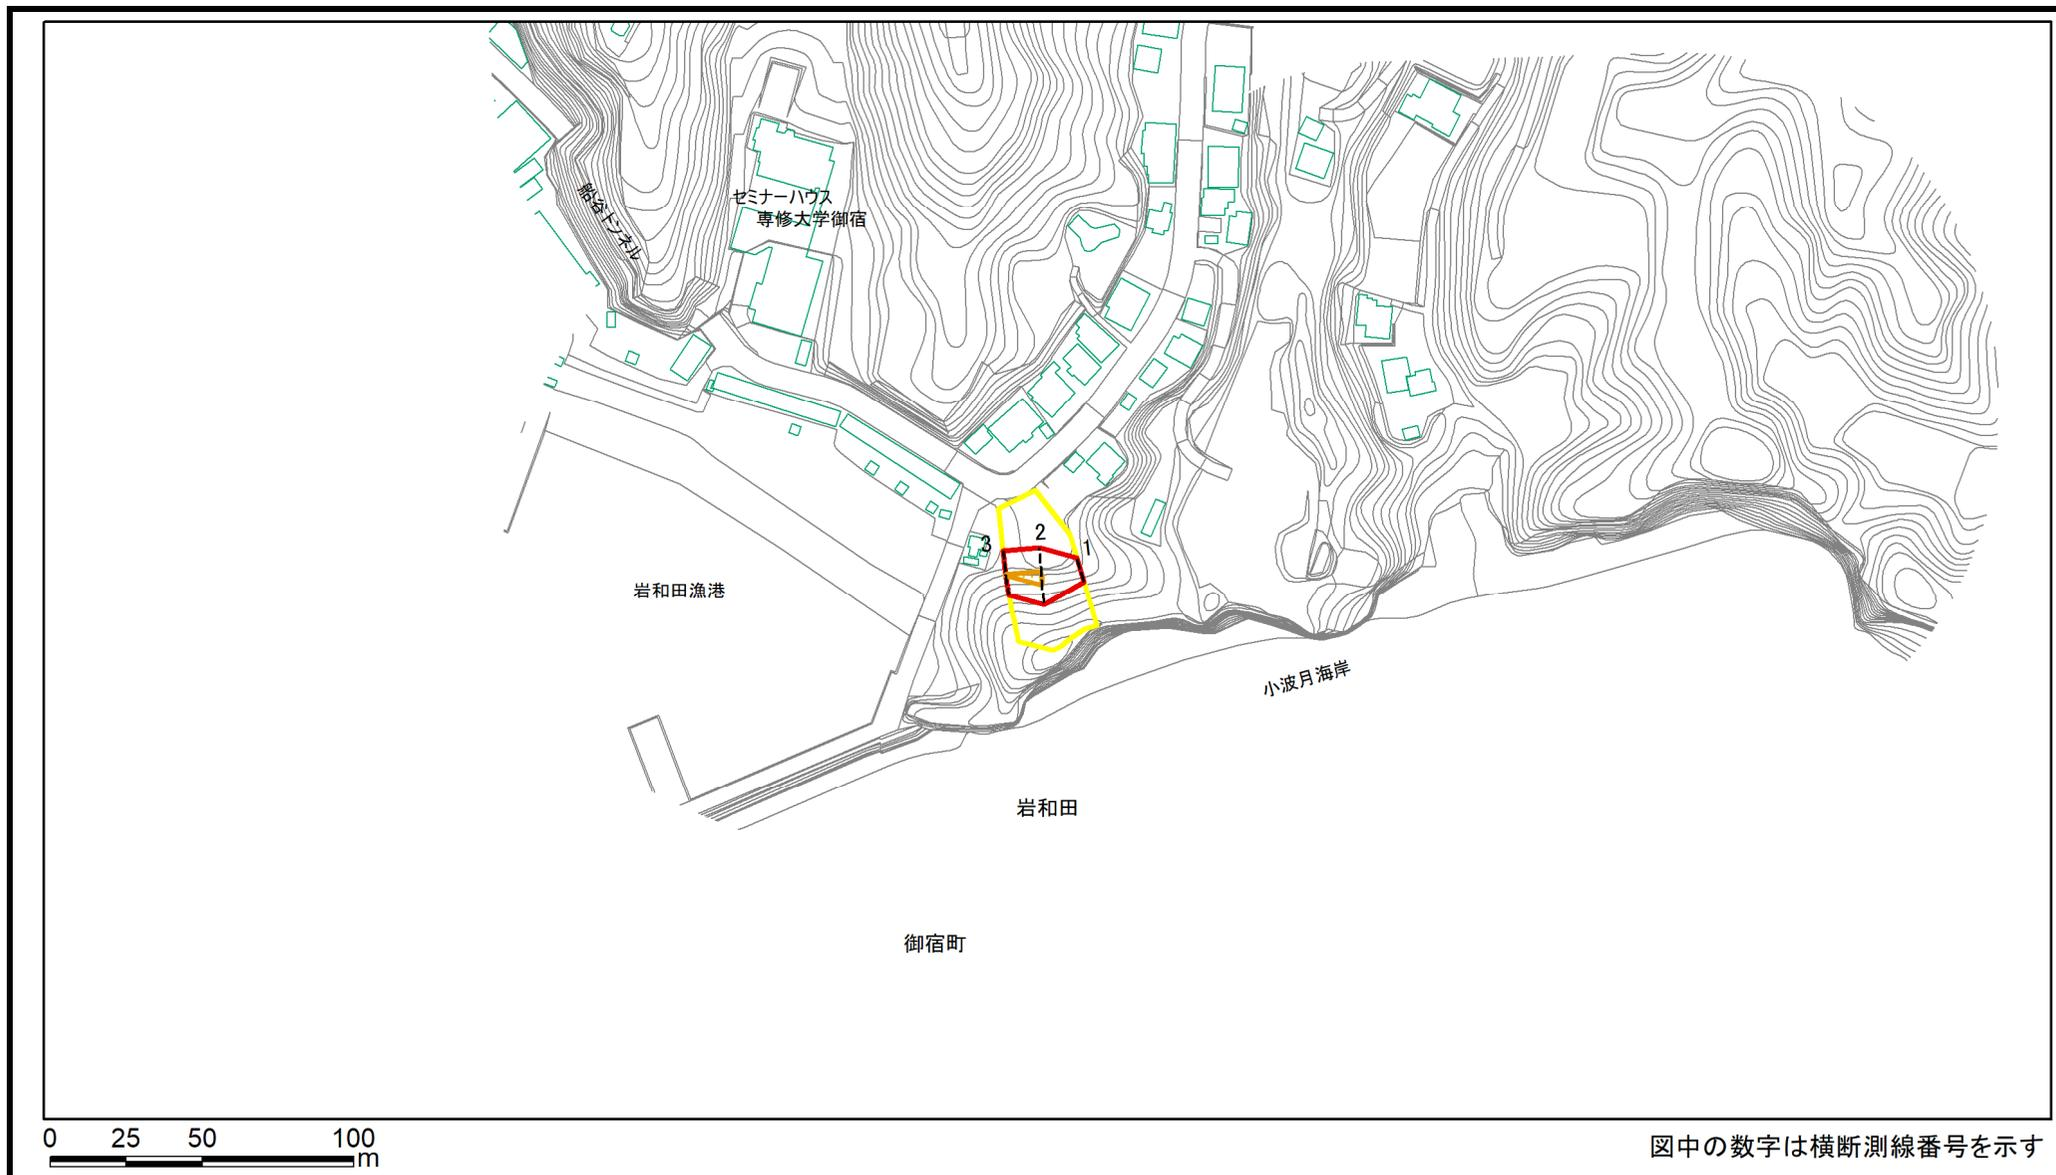 船谷トンネル
セミナーハウス
専修大学御宿
2
3
1
岩和田漁港
小波月海岸
岩和田
御宿町
0 25 50 100
m
図中の数字は横断測線番号を示す